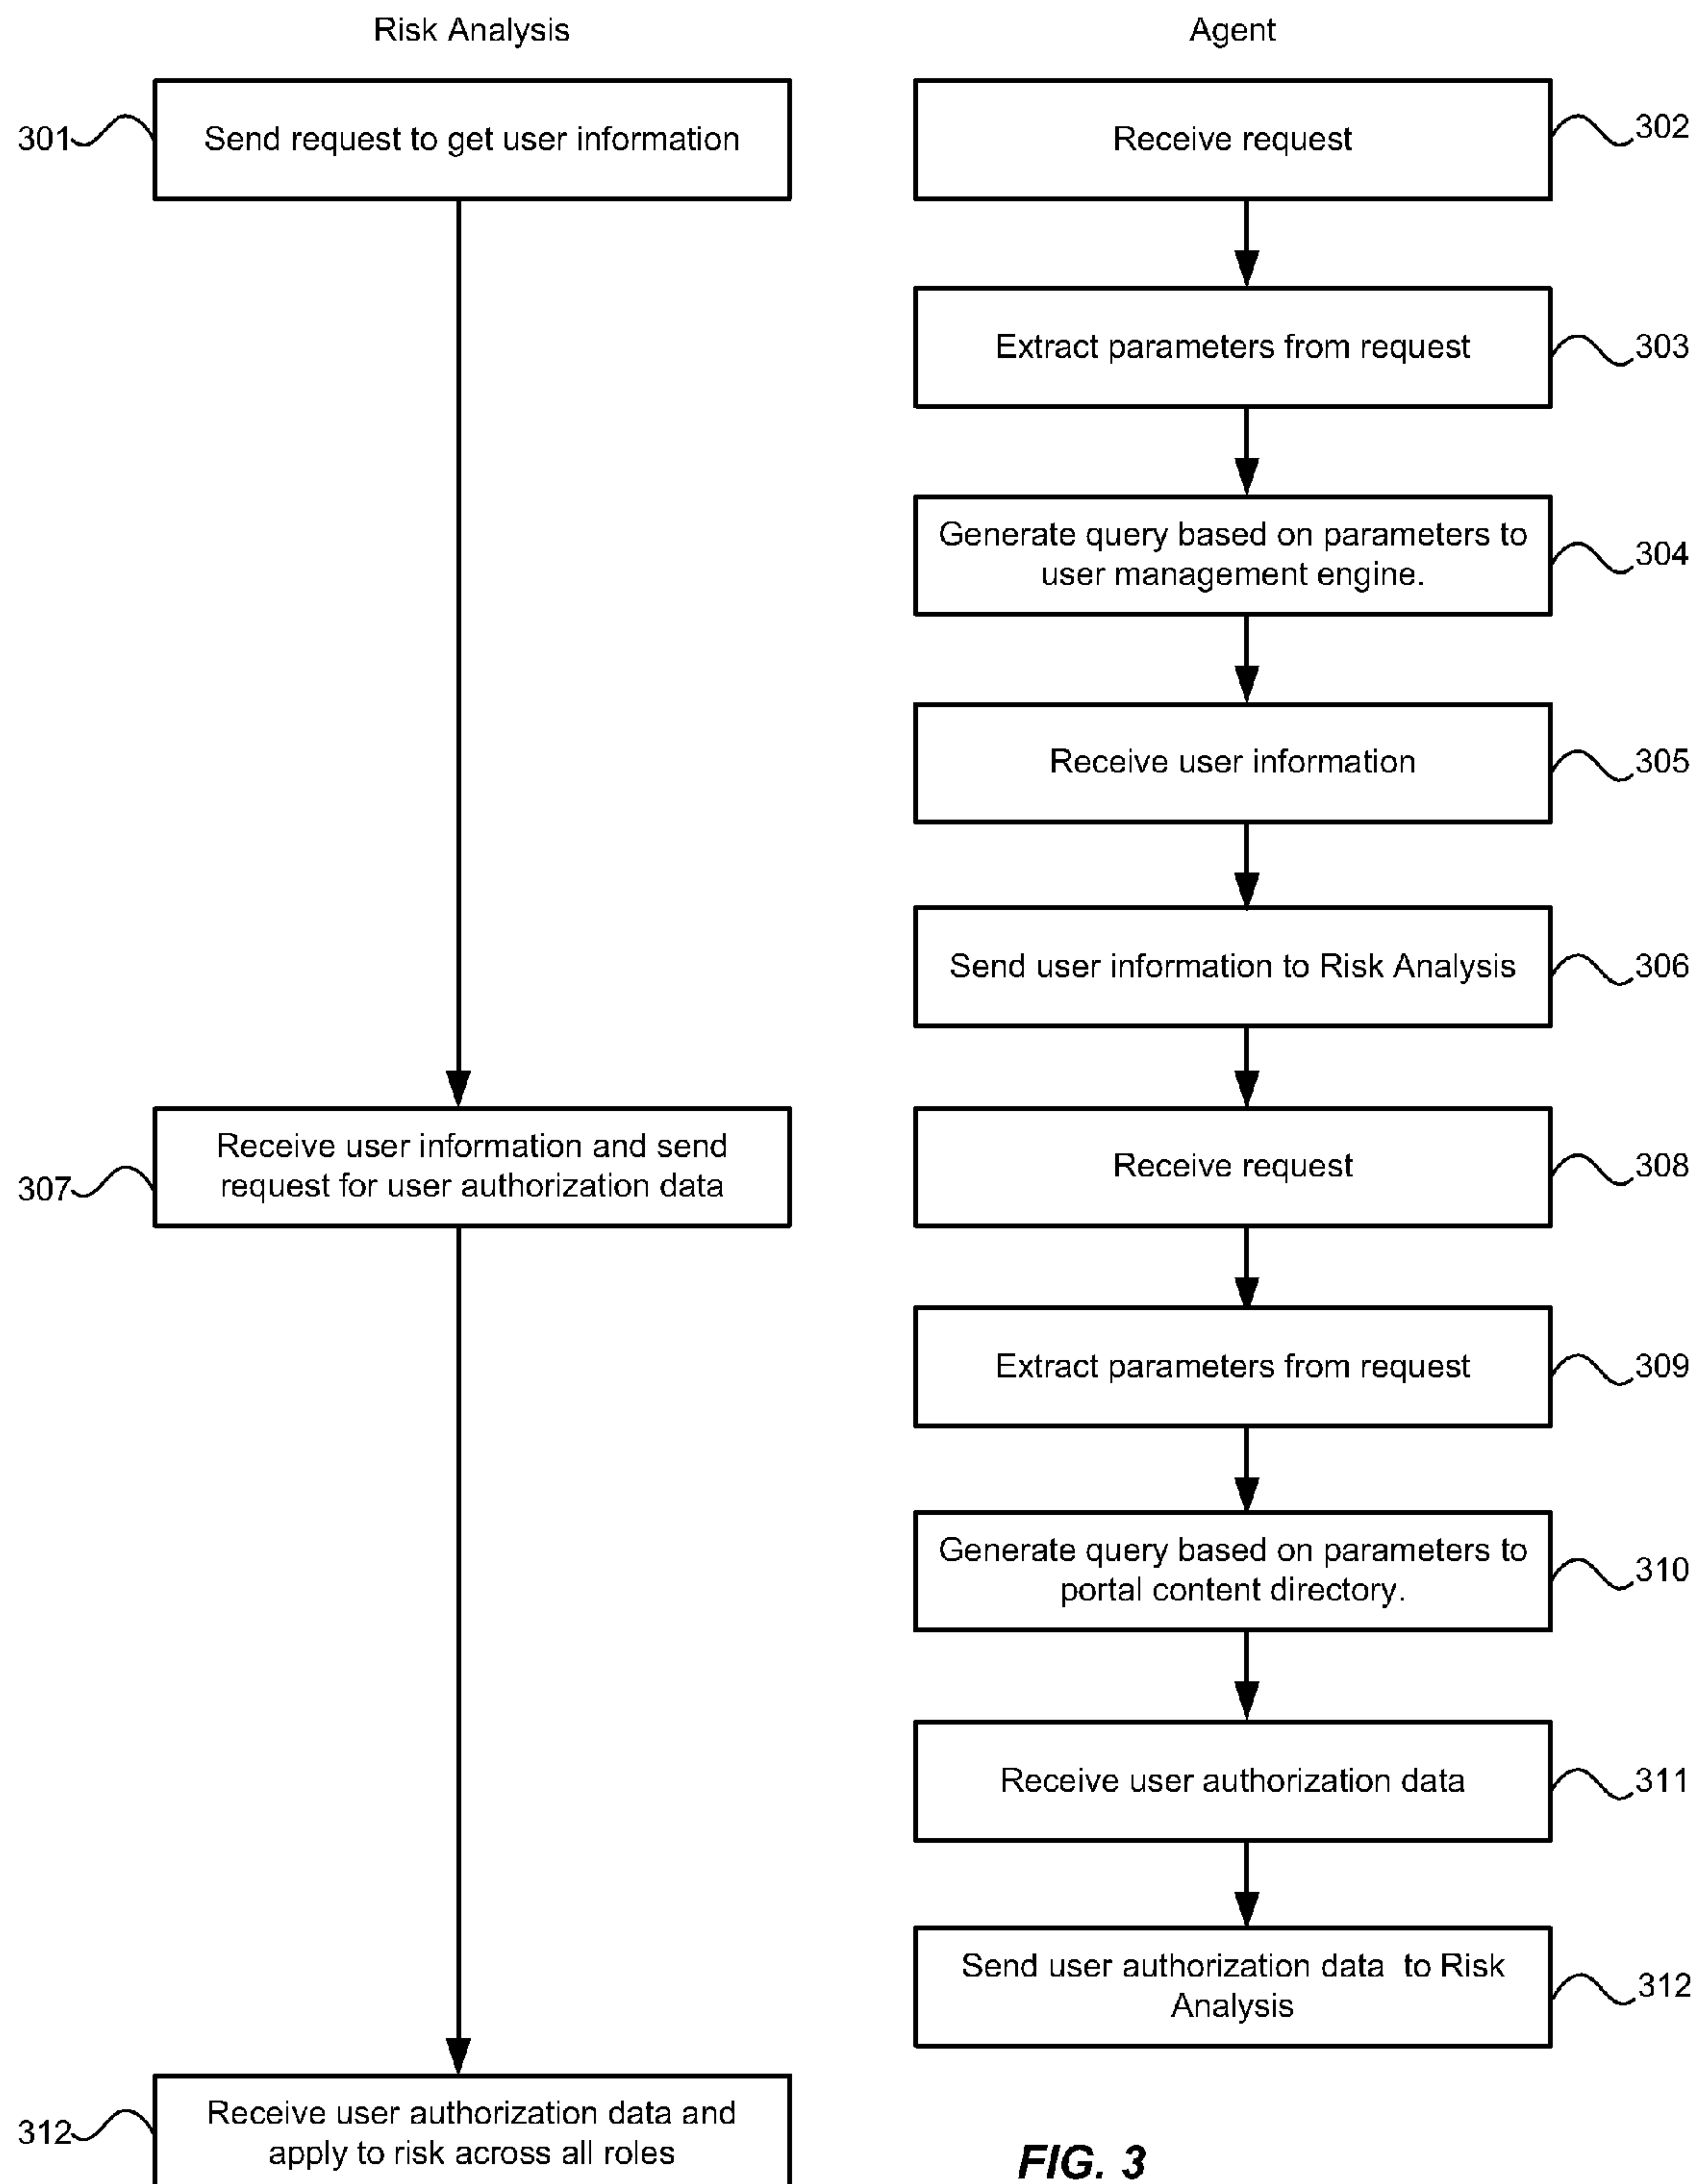 Risk Analysis
Agent
301
Send request to get user information
Receive request
302
Extract parameters from request
303
Generate query based on parameters to
user management engine.
304
Receive user information
305
Send user information to Risk Analysis
306
307
Receive user information and send
request for user authorization data
Receive request
308
Extract parameters from request
309
Generate query based on parameters to
portal content directory.
310
Receive user authorization data
311
Send user authorization data to Risk
Analysis
312
312
Receive user authorization data and
apply to risk across all roles
FIG. 3